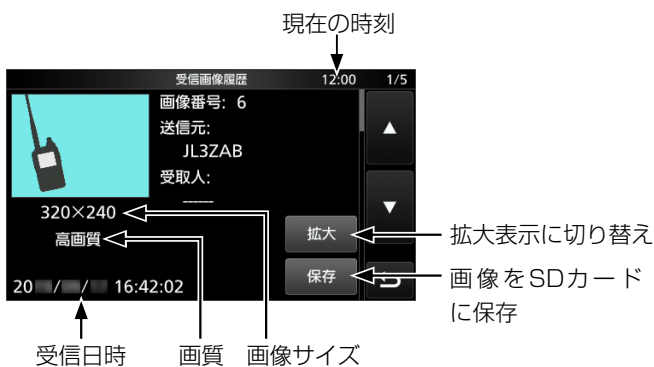 現在の時刻
受信画像履歴 12:00 1/5
画像番号: 6
送信元:
JL3ZAB
受取人:
------
320×240
高画質
拡大
拡大表示に切り替え
保存
画像をSDカード
に保存
20 / / 16:42:02
受信日時 画質 画像サイズ